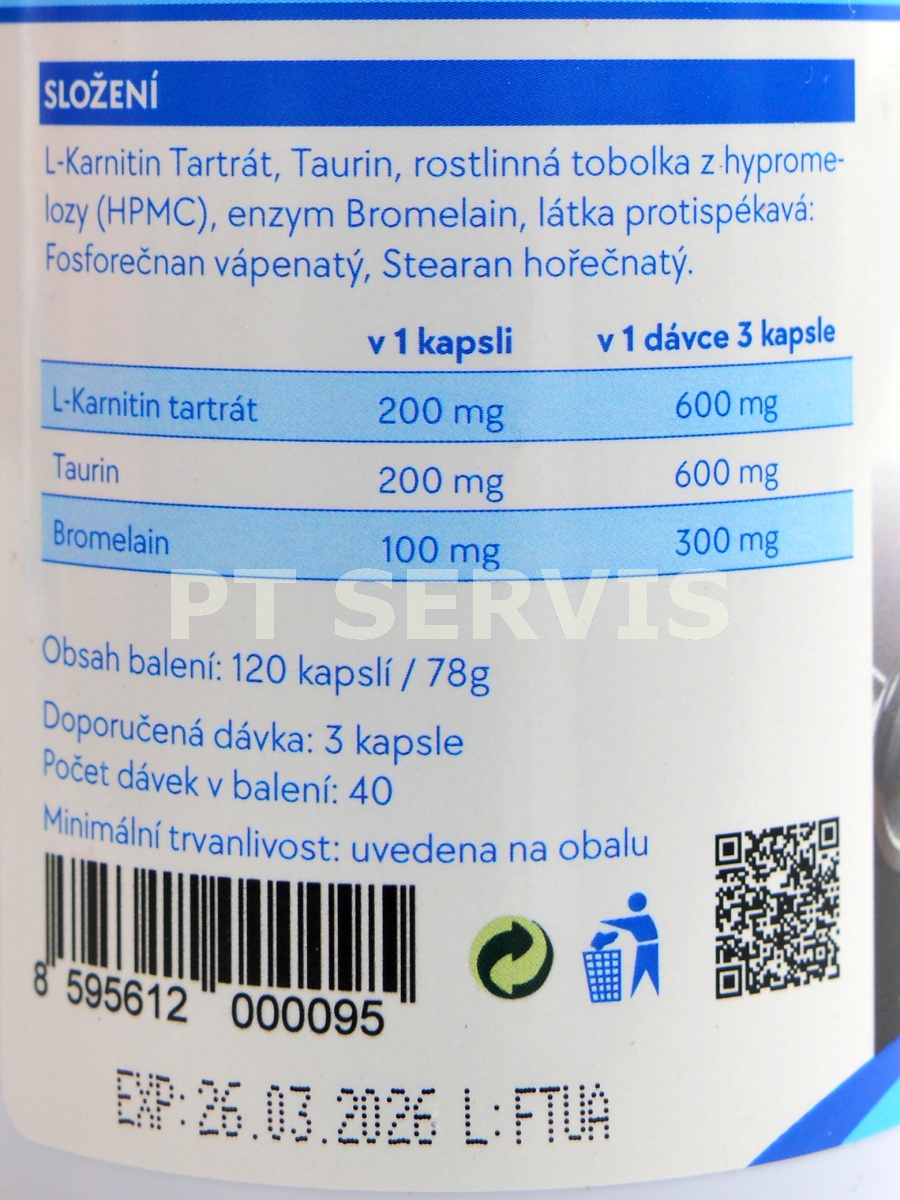 SLOŽENÍ
L-Karnitin Tartrát, Taurin, rostlinná tobolka z hyprome-
lozy (HPMC), enzym Bromelain, látka protispékavá:
Fosforečnan vápenatý, Stearan hořečnatý.
v 1 kapsli v 1 dávce 3 kapsle
L-Karnitin tartrát 200 mg 600 mg
Taurin 200 mg 600 mg
Bromelain 100 mg 300 mg
PT SERVIS
Obsah balení: 120 kapslí / 78g
Doporučená dávka: 3 kapsle
Počet dávek v balení: 40
Minimální trvanlivost: uvedena na obalu
8 595612 000095
EXP:26.03.2026 L:FTUA